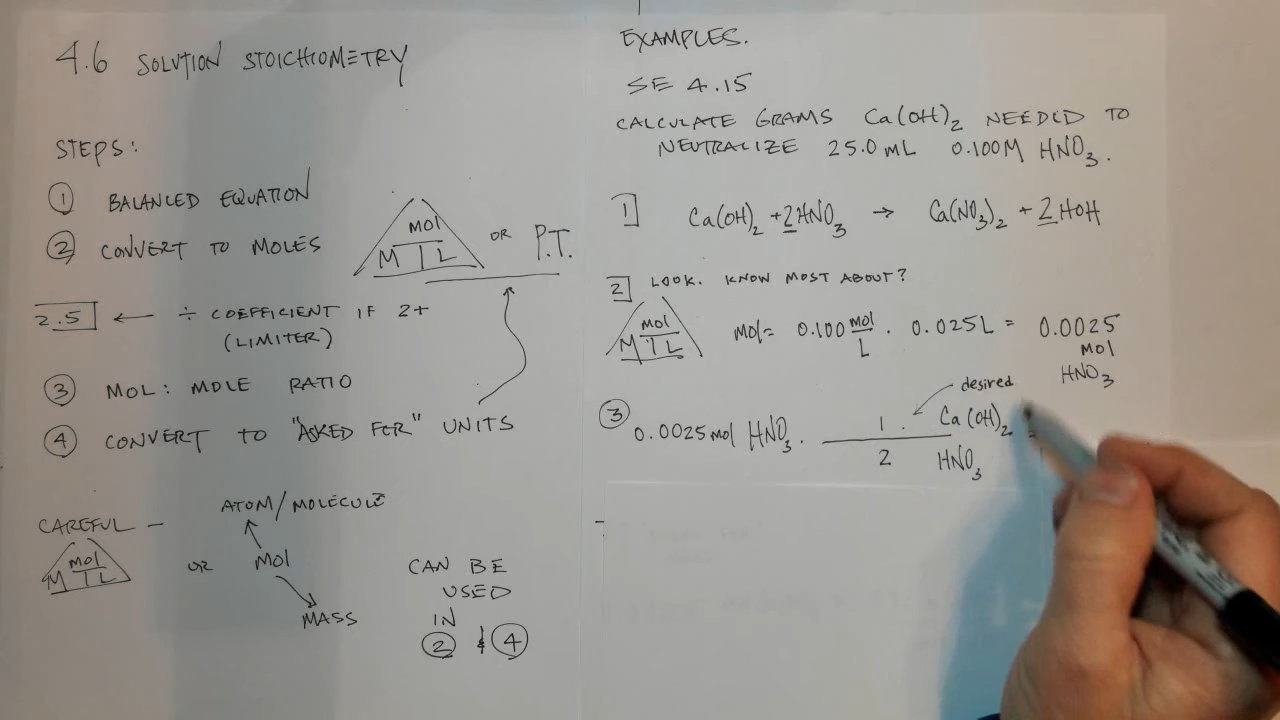 4.6 SOLUTION STOICHIOMETRY
STEPS:
① BALANCED EQUATION
② CONVERT TO MOLES
mol
M L
OR P.T.
2.5 ← ÷ COEFFICIENT IF 2+
(LIMITER)
③ MOL: MOLE RATIO
④ CONVERT TO "ASKED FOR" UNITS
CAREFUL –
mol
M L
OR
ATOM/MOLECULE
mol
MASS
CAN BE
USED
IN
② & ④
EXAMPLES.
SE 4.15
CALCULATE GRAMS Ca(OH)₂ NEEDED TO
NEUTRALIZE 25.0 mL 0.100M HNO₃.
1 Ca(OH)₂ + 2HNO₃ → Ca(NO₃)₂ + 2HOH
2 LOOK. KNOW MOST ABOUT?
mol
M L
mol = 0.100 mol/L · 0.025L = 0.0025
mol
HNO₃
desired
③ 0.0025 mol HNO₃ · 1 Ca(OH)₂ =
2 HNO₃